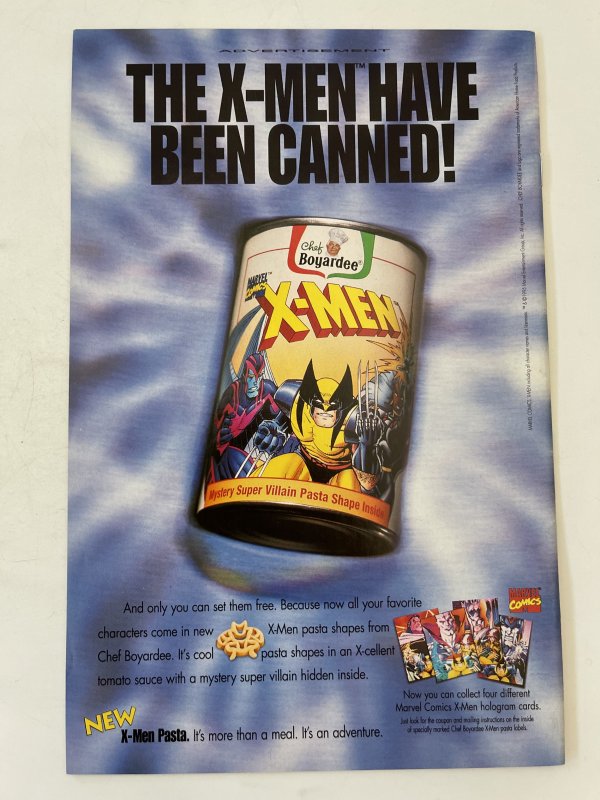 ADVERTISEMENT
THE X-MEN™ HAVE
BEEN CANNED!
Chef
Boyardee®
MARVEL
COMICS
X-MEN
Mystery Super Villain Pasta Shape Inside
And only you can set them free. Because now all your favorite
characters come in new X-Men pasta shapes from
Chef Boyardee. It's cool pasta shapes in an X-cellent
tomato sauce with a mystery super villain hidden inside.
NEW
X-Men Pasta. It's more than a meal. It's an adventure.
MARVEL
COMICS
Now you can collect four different
Marvel Comics X-Men hologram cards.
Just look for the coupon and mailing instructions on the inside
of specially marked Chef Boyardee X-Men pasta labels.